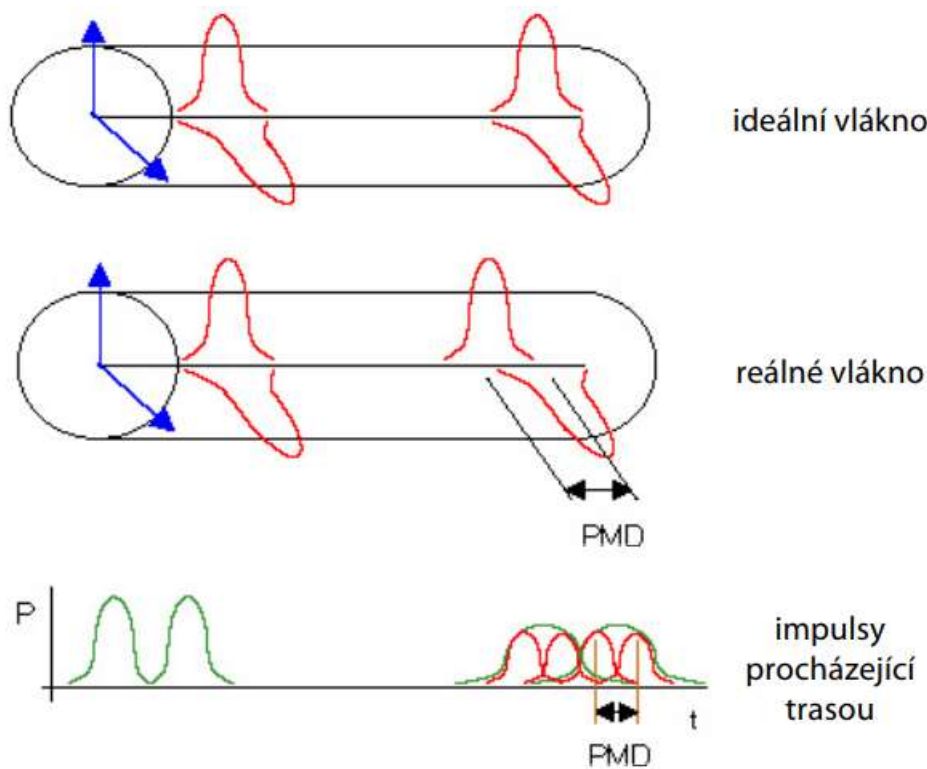 ideální vlákno
reálné vlákno
PMD
P
impulsy
procházející
trasou
t
PMD